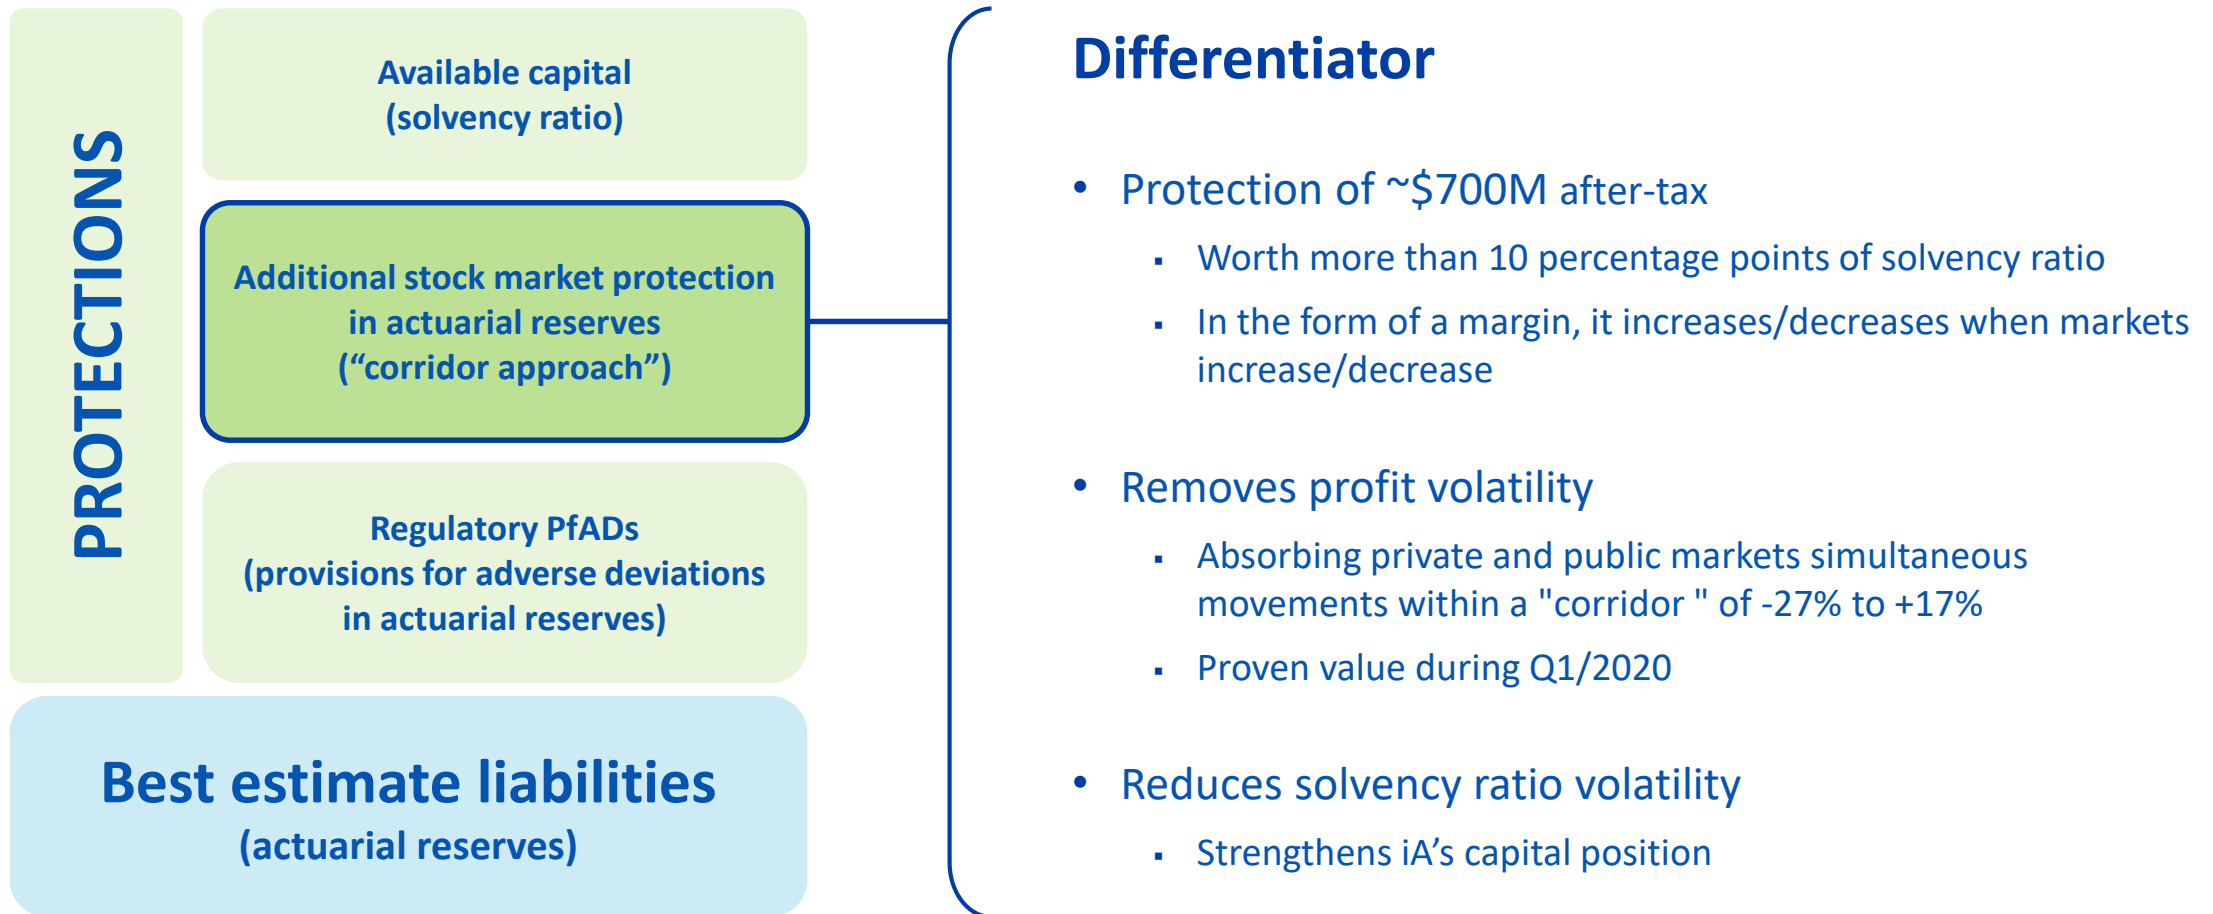 PROTECTIONS
Available capital
(solvency ratio)
Additional stock market protection
in actuarial reserves
(“corridor approach”)
Regulatory PfADs
(provisions for adverse deviations
in actuarial reserves)
Best estimate liabilities
(actuarial reserves)
Differentiator
• Protection of ~$700M after-tax
▪ Worth more than 10 percentage points of solvency ratio
▪ In the form of a margin, it increases/decreases when markets
increase/decrease
• Removes profit volatility
▪ Absorbing private and public markets simultaneous
movements within a "corridor " of -27% to +17%
▪ Proven value during Q1/2020
• Reduces solvency ratio volatility
▪ Strengthens iA’s capital position